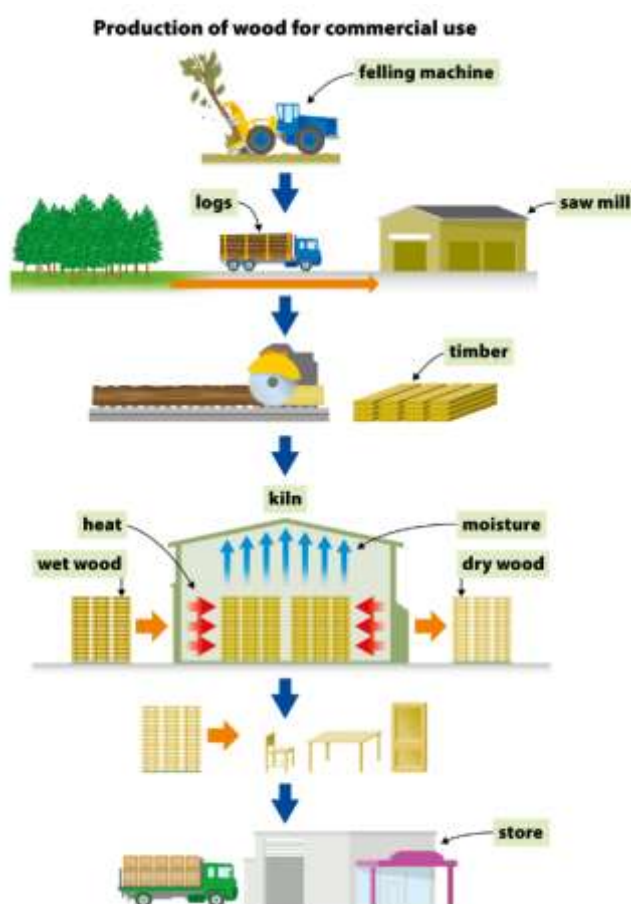 Production of wood for commercial use
felling machine
logs
saw mill
timber
kiln
heat
moisture
wet wood
dry wood
store